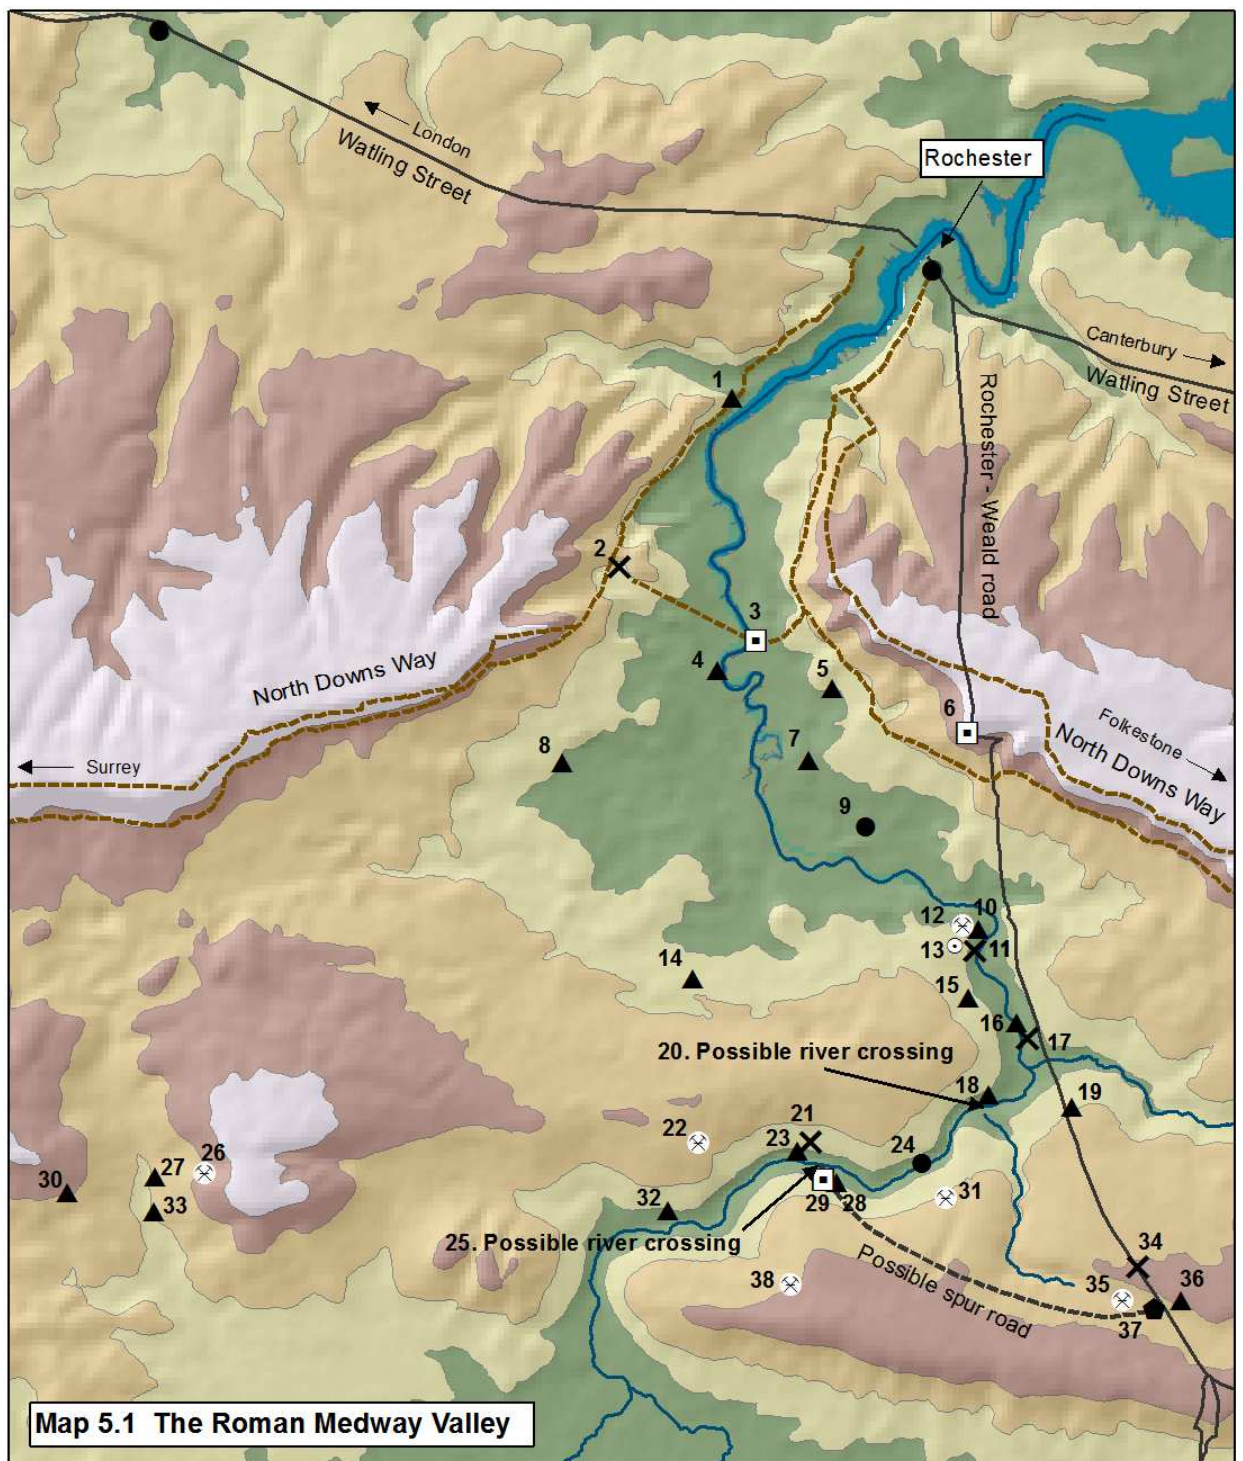 London
Watling Street
Rochester
Canterbury
Watling Street
1
Rochester - Weald road
2
3
4
5
North Downs Way
6
Folkestone
North Downs Way
Surrey
8
7
9
12
10
13
11
14
15
16
17
20. Possible river crossing
18
19
21
22
23
24
26
27
30
33
31
32
29
28
25. Possible river crossing
34
Possible spur road
38
35
36
37
Map 5.1 The Roman Medway Valley